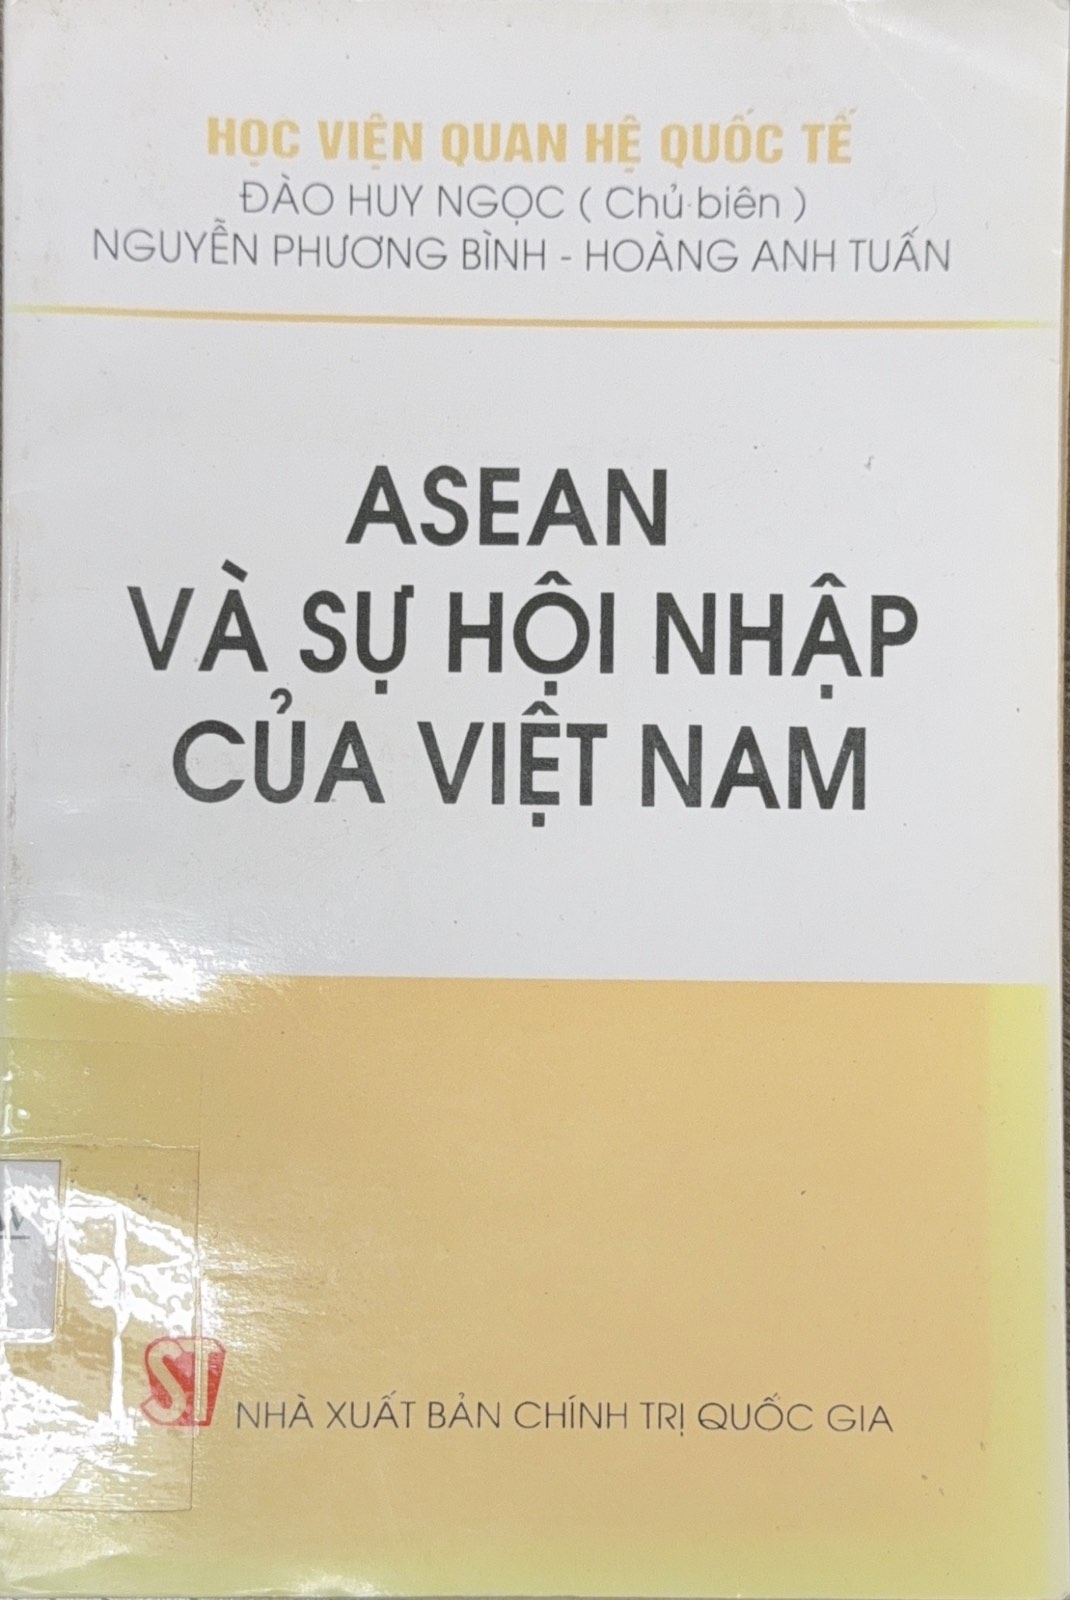 HỌC VIỆN QUAN HỆ QUỐC TẾ
ĐÀO HUY NGỌC ( Chủ biên )
NGUYỄN PHƯƠNG BÌNH - HOÀNG ANH TUẤN
ASEAN
VÀ SỰ HỘI NHẬP
CỦA VIỆT NAM
ST NHÀ XUẤT BẢN CHÍNH TRỊ QUỐC GIA